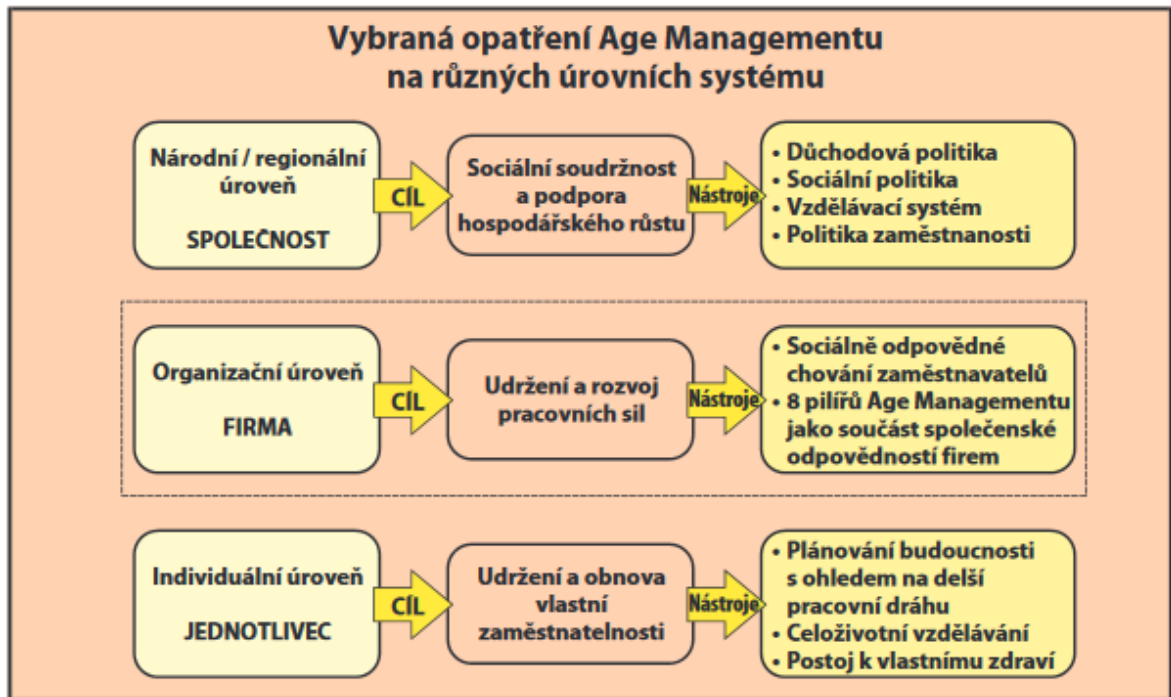 Vybraná opatření Age Managementu
na různých úrovních systému
Národní / regionální
úroveň
SPOLEČNOST
CÍL
Sociální soudržnost
a podpora
hospodářského růstu
Nástroje
• Důchodová politika
• Sociální politika
• Vzdělávací systém
• Politika zaměstnanosti
Organizační úroveň
FIRMA
CÍL
Udržení a rozvoj
pracovních sil
Nástroje
• Sociálně odpovědné
chování zaměstnavatelů
• 8 pilířů Age Managementu
jako součást společenské
odpovědností firem
Individuální úroveň
JEDNOTLIVEC
CÍL
Udržení a obnova
vlastní
zaměstnatelnosti
Nástroje
• Plánování budoucnosti
s ohledem na delší
pracovní dráhu
• Celoživotní vzdělávání
• Postoj k vlastnímu zdraví